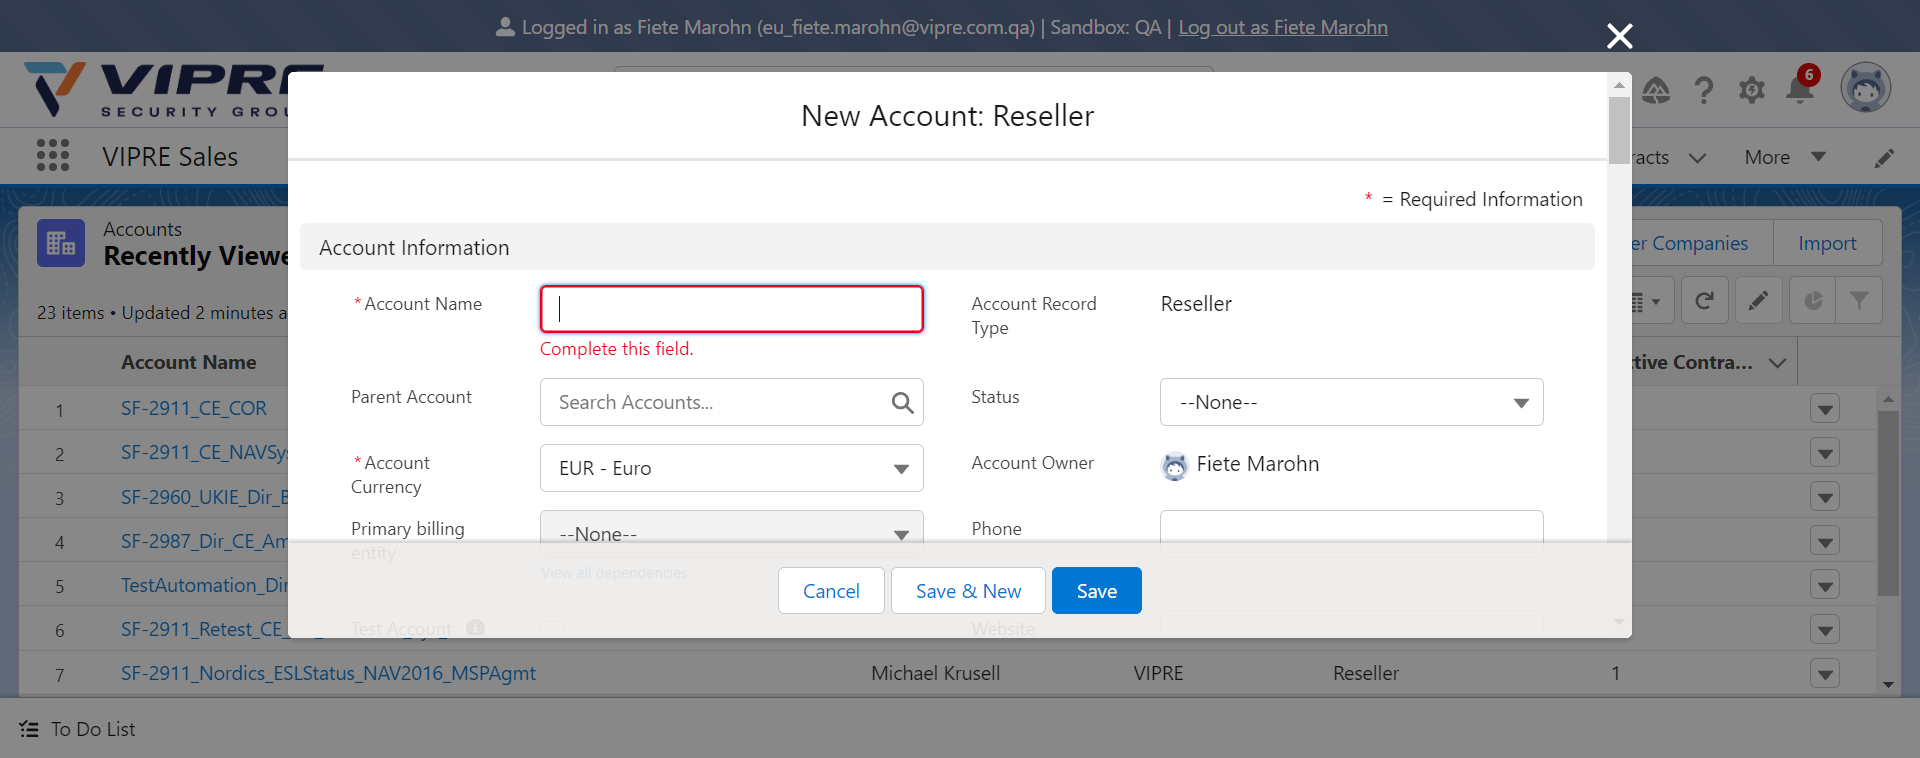 Logged in as Fiete Marohn (eu_fiete.marohn@vipre.com.qa) | Sandbox: QA | Log out as Fiete Marohn
VIPRE
SECURITY GROU
6
VIPRE Sales
racts
More
New Account: Reseller
* = Required Information
Accounts
Recently Viewe
er Companies
Import
23 items • Updated 2 minutes a
Account Information
*Account Name
Complete this field.
Account Record
Type
Reseller
Parent Account
Search Accounts...
Status
--None--
*Account
Currency
EUR - Euro
Account Owner
Fiete Marohn
Primary billing
entity
--None--
View all dependencies
Phone
Test Account
Website
Cancel
Save & New
Save
Account Name
ctive Contra...
1 SF-2911_CE_COR
2 SF-2911_CE_NAVSys
3 SF-2960_UKIE_Dir_B
4 SF-2987_Dir_CE_Am
5 TestAutomation_Dir
6 SF-2911_Retest_CE_
7 SF-2911_Nordics_ESLStatus_NAV2016_MSPAgmt Michael Krusell VIPRE Reseller 1
To Do List